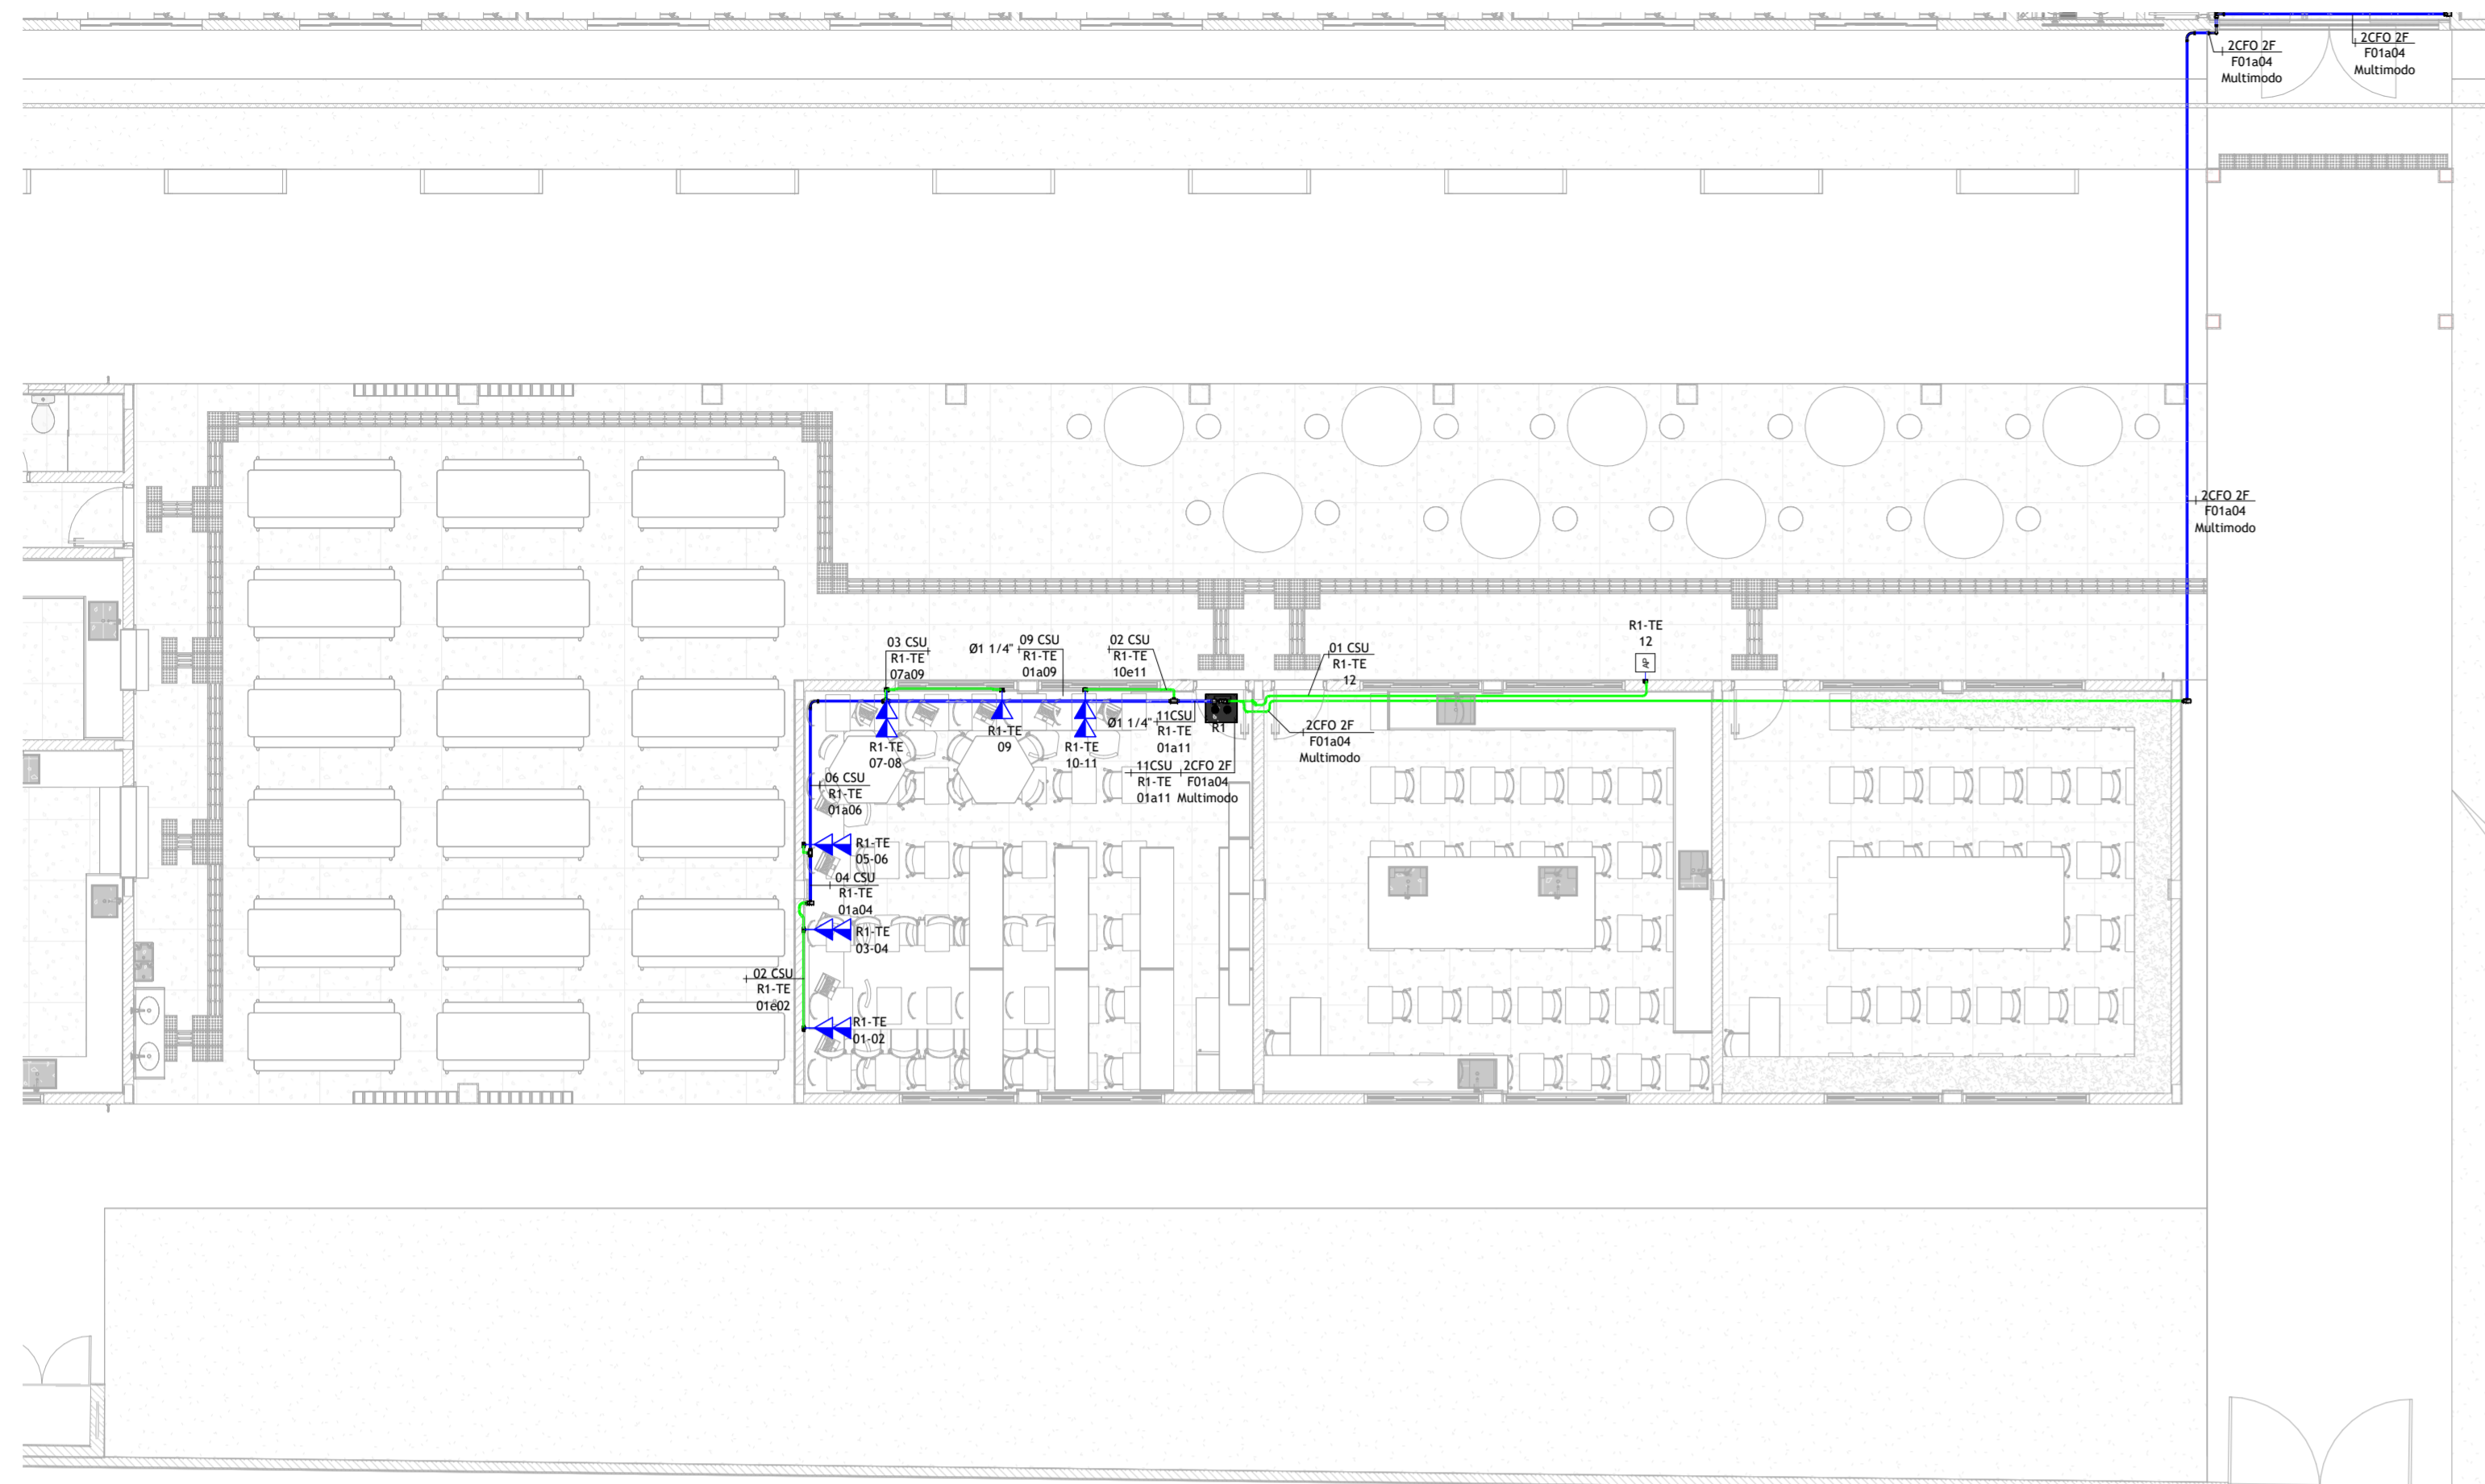 2CFO 2F
F01a04
Multimodo
2CFO 2F
F01a04
Multimodo
2CFO 2F
F01a04
Multimodo
03 CSU
R1-TE
07a09
Ø1 1/4"
09 CSU
R1-TE
01a09
02 CSU
R1-TE
10e11
01 CSU
R1-TE
12
R1-TE
12
AP
R1-TE
07-08
R1-TE
09
R1-TE
10-11
Ø1 1/4"
11CSU
R1-TE
01a11
R1
2CFO 2F
F01a04
Multimodo
11CSU
R1-TE
01a11
2CFO 2F
F01a04
Multimodo
06 CSU
R1-TE
01a06
R1-TE
05-06
04 CSU
R1-TE
01a04
R1-TE
03-04
02 CSU
R1-TE
01e02
R1-TE
01-02